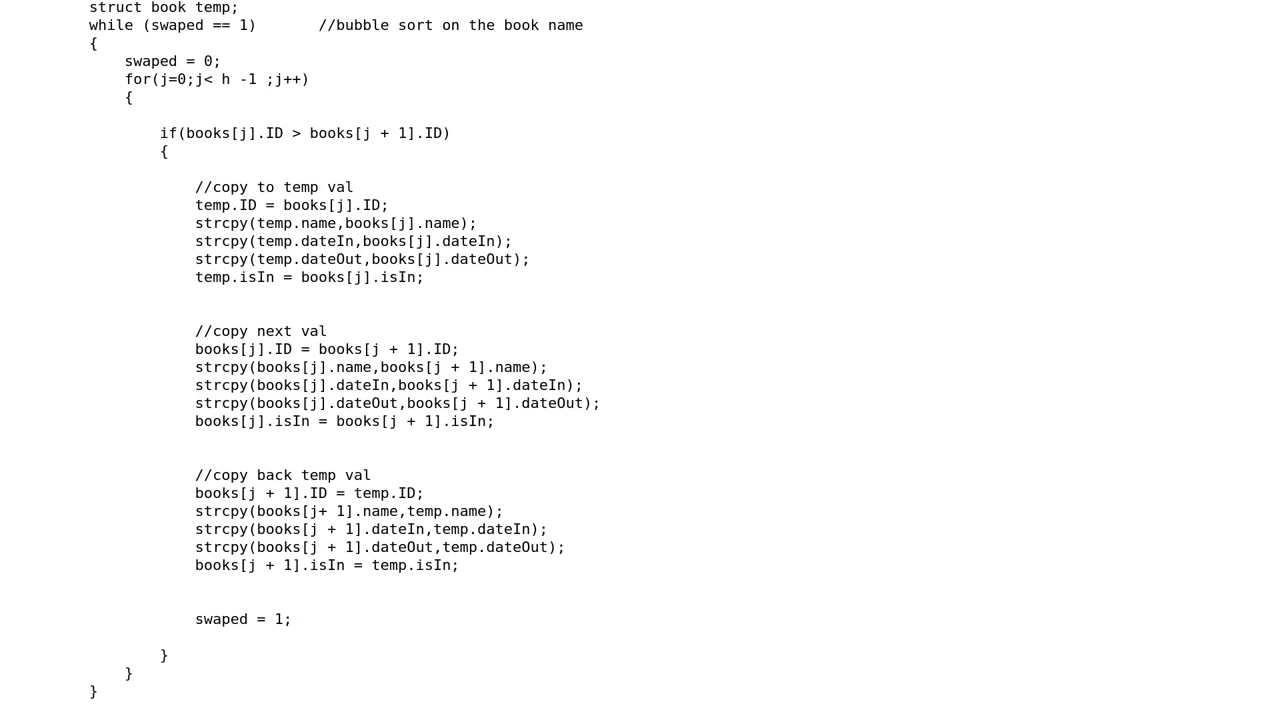 struct book temp;
while (swaped == 1)       //bubble sort on the book name
{
    swaped = 0;
    for(j=0;j< h -1 ;j++)
    {
        if(books[j].ID > books[j + 1].ID)
        {
            //copy to temp val
            temp.ID = books[j].ID;
            strcpy(temp.name,books[j].name);
            strcpy(temp.dateIn,books[j].dateIn);
            strcpy(temp.dateOut,books[j].dateOut);
            temp.isIn = books[j].isIn;
            //copy next val
            books[j].ID = books[j + 1].ID;
            strcpy(books[j].name,books[j + 1].name);
            strcpy(books[j].dateIn,books[j + 1].dateIn);
            strcpy(books[j].dateOut,books[j + 1].dateOut);
            books[j].isIn = books[j + 1].isIn;
            //copy back temp val
            books[j + 1].ID = temp.ID;
            strcpy(books[j+ 1].name,temp.name);
            strcpy(books[j + 1].dateIn,temp.dateIn);
            strcpy(books[j + 1].dateOut,temp.dateOut);
            books[j + 1].isIn = temp.isIn;
            swaped = 1;
        }
    }
}